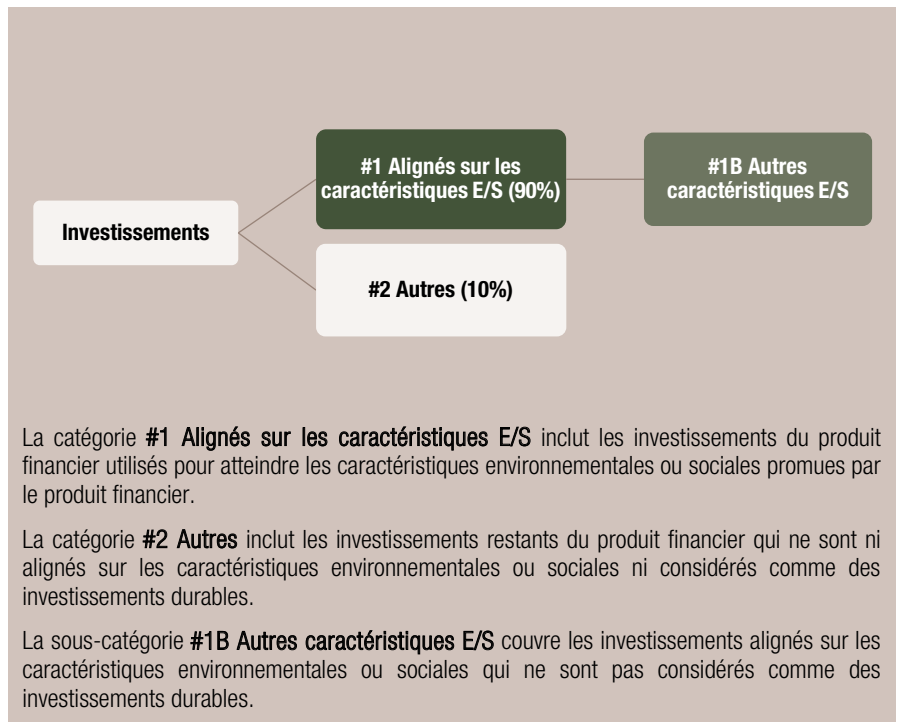 #1 Alignés sur les
caractéristiques E/S (90%)
#1B Autres
caractéristiques E/S
Investissements
#2 Autres (10%)
La catégorie #1 Alignés sur les caractéristiques E/S inclut les investissements du produit
financier utilisés pour atteindre les caractéristiques environnementales ou sociales promues par
le produit financier.
La catégorie #2 Autres inclut les investissements restants du produit financier qui ne sont ni
alignés sur les caractéristiques environnementales ou sociales ni considérés comme des
investissements durables.
La sous-catégorie #1B Autres caractéristiques E/S couvre les investissements alignés sur les
caractéristiques environnementales ou sociales qui ne sont pas considérés comme des
investissements durables.